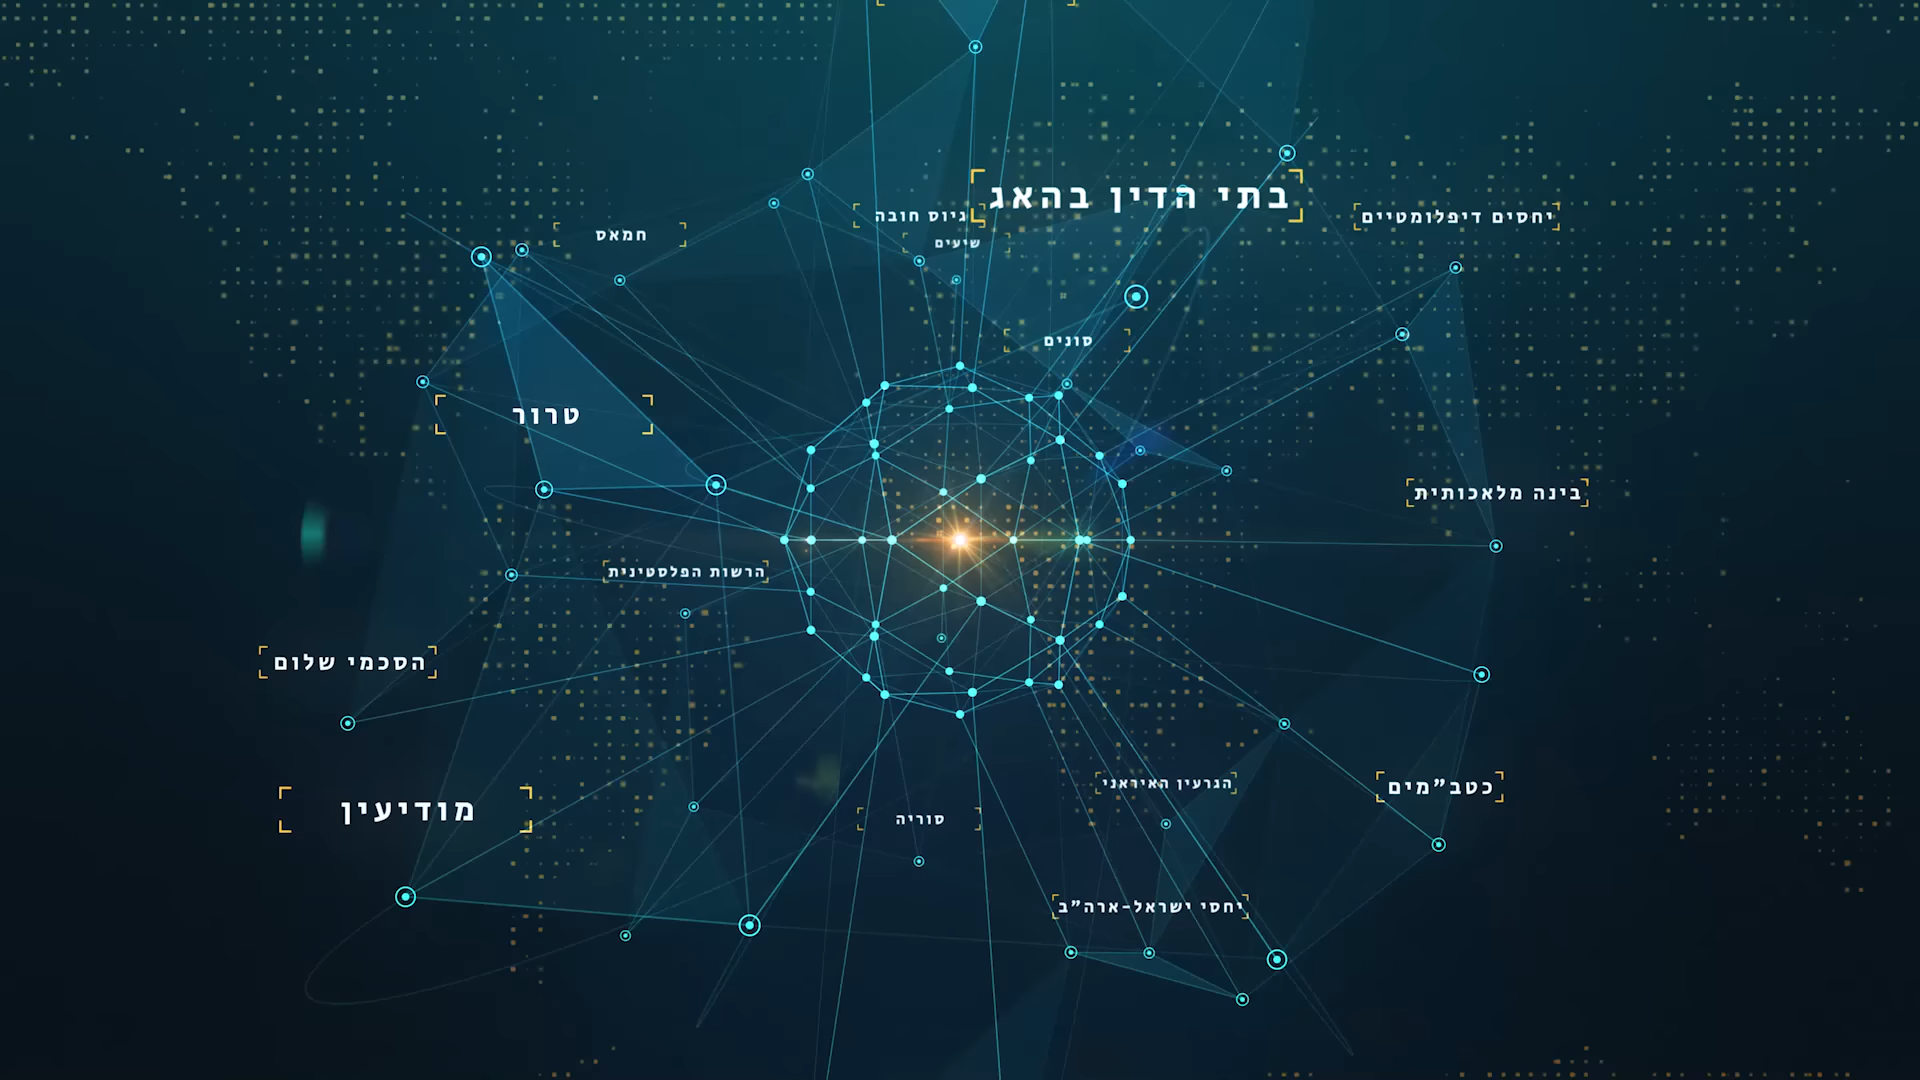 בתי הדין בהאג
יחסים דיפלומטיים
גיוס חובה
חמאס
שיעים
סונים
טרור
בינה מלאכותית
הרשות הפלסטינית
הסכמי שלום
הגרעין האיראני
כטב"מים
מודיעין
סוריה
יחסי ישראל-ארה"ב